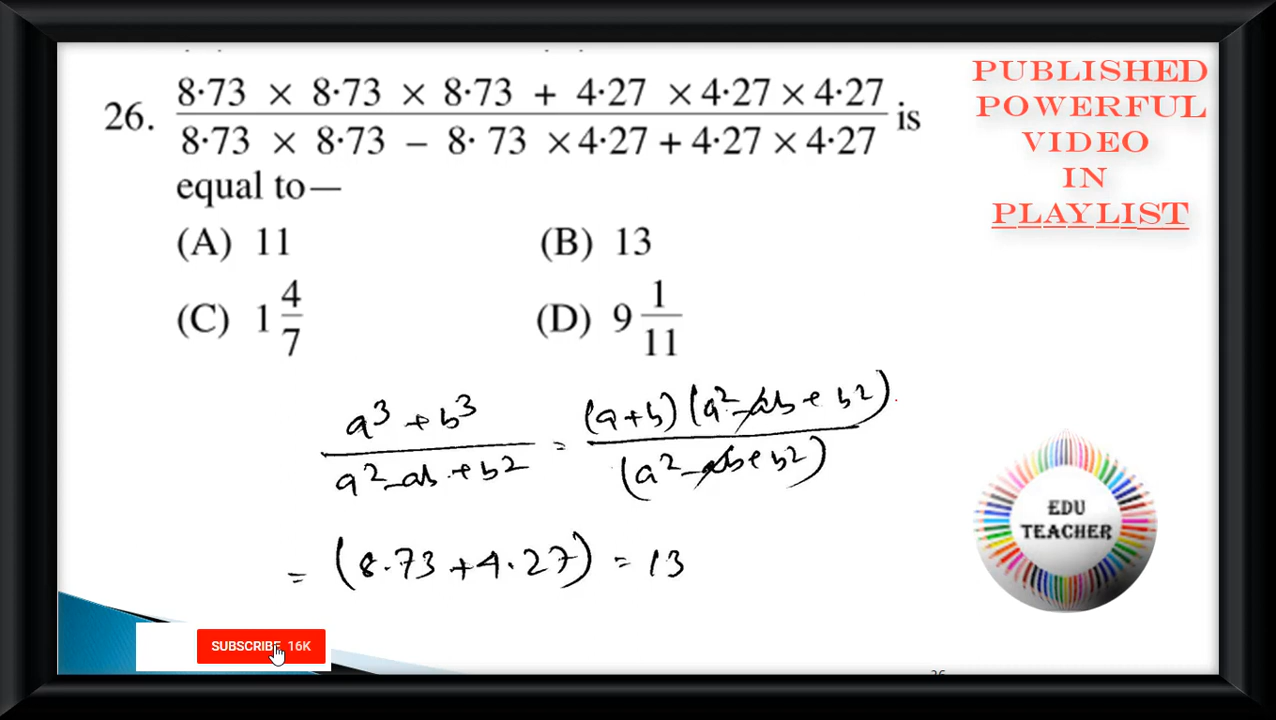 26. 8·73 × 8·73 × 8·73 + 4·27 × 4·27 × 4·27 / 8·73 × 8·73 – 8· 73 × 4·27 + 4·27 × 4·27 is
equal to—
(A) 11 (B) 13
(C) 1 4/7 (D) 9 1/11
a³ + b³ / a² - ab + b² = (a+b) (a² - ab + b²) / (a² - ab + b²)
= (8.73 + 4.27) = 13
PUBLISHED
POWERFUL
VIDEO
IN
PLAYLIST
EDU
TEACHER
SUBSCRIBE 16K